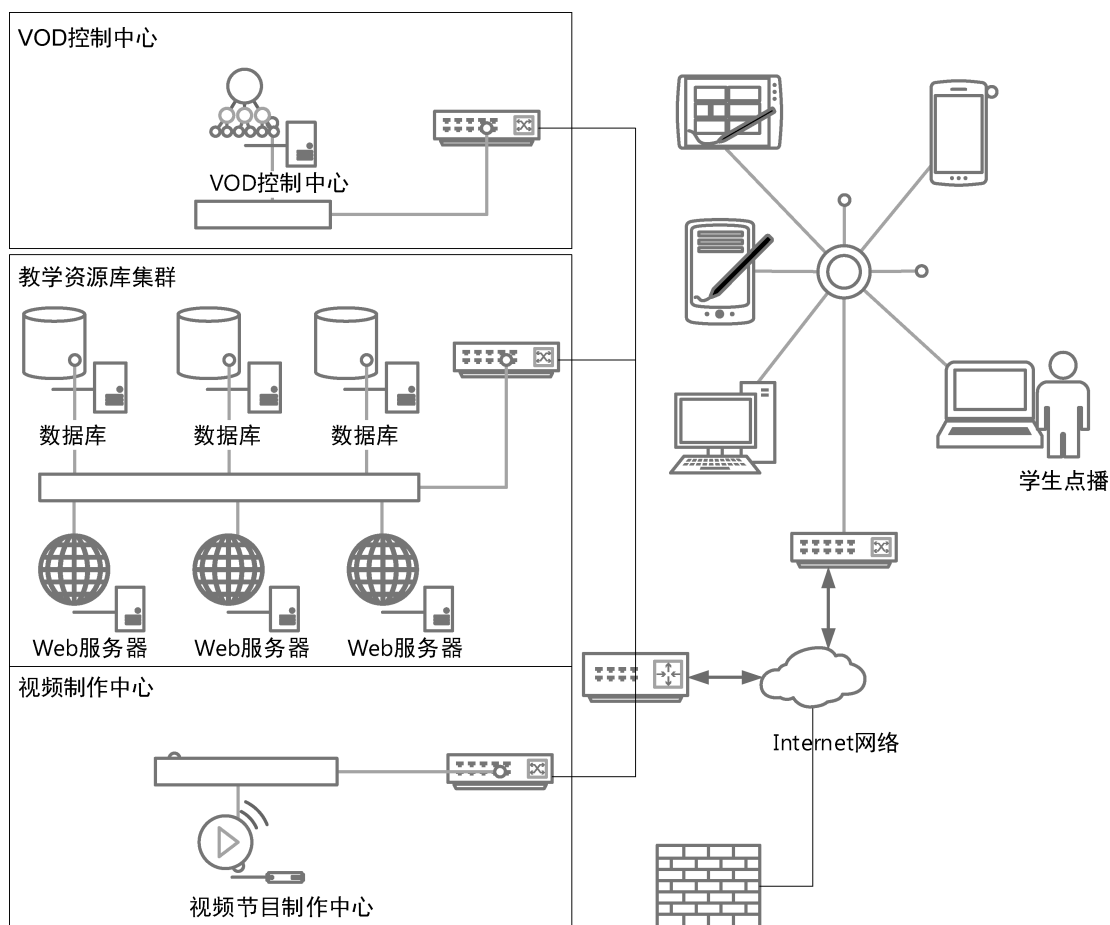 VOD控制中心
VOD控制中心
教学资源库集群
数据库
数据库
数据库
Web服务器
Web服务器
Web服务器
视频制作中心
视频节目制作中心
学生点播
Internet网络